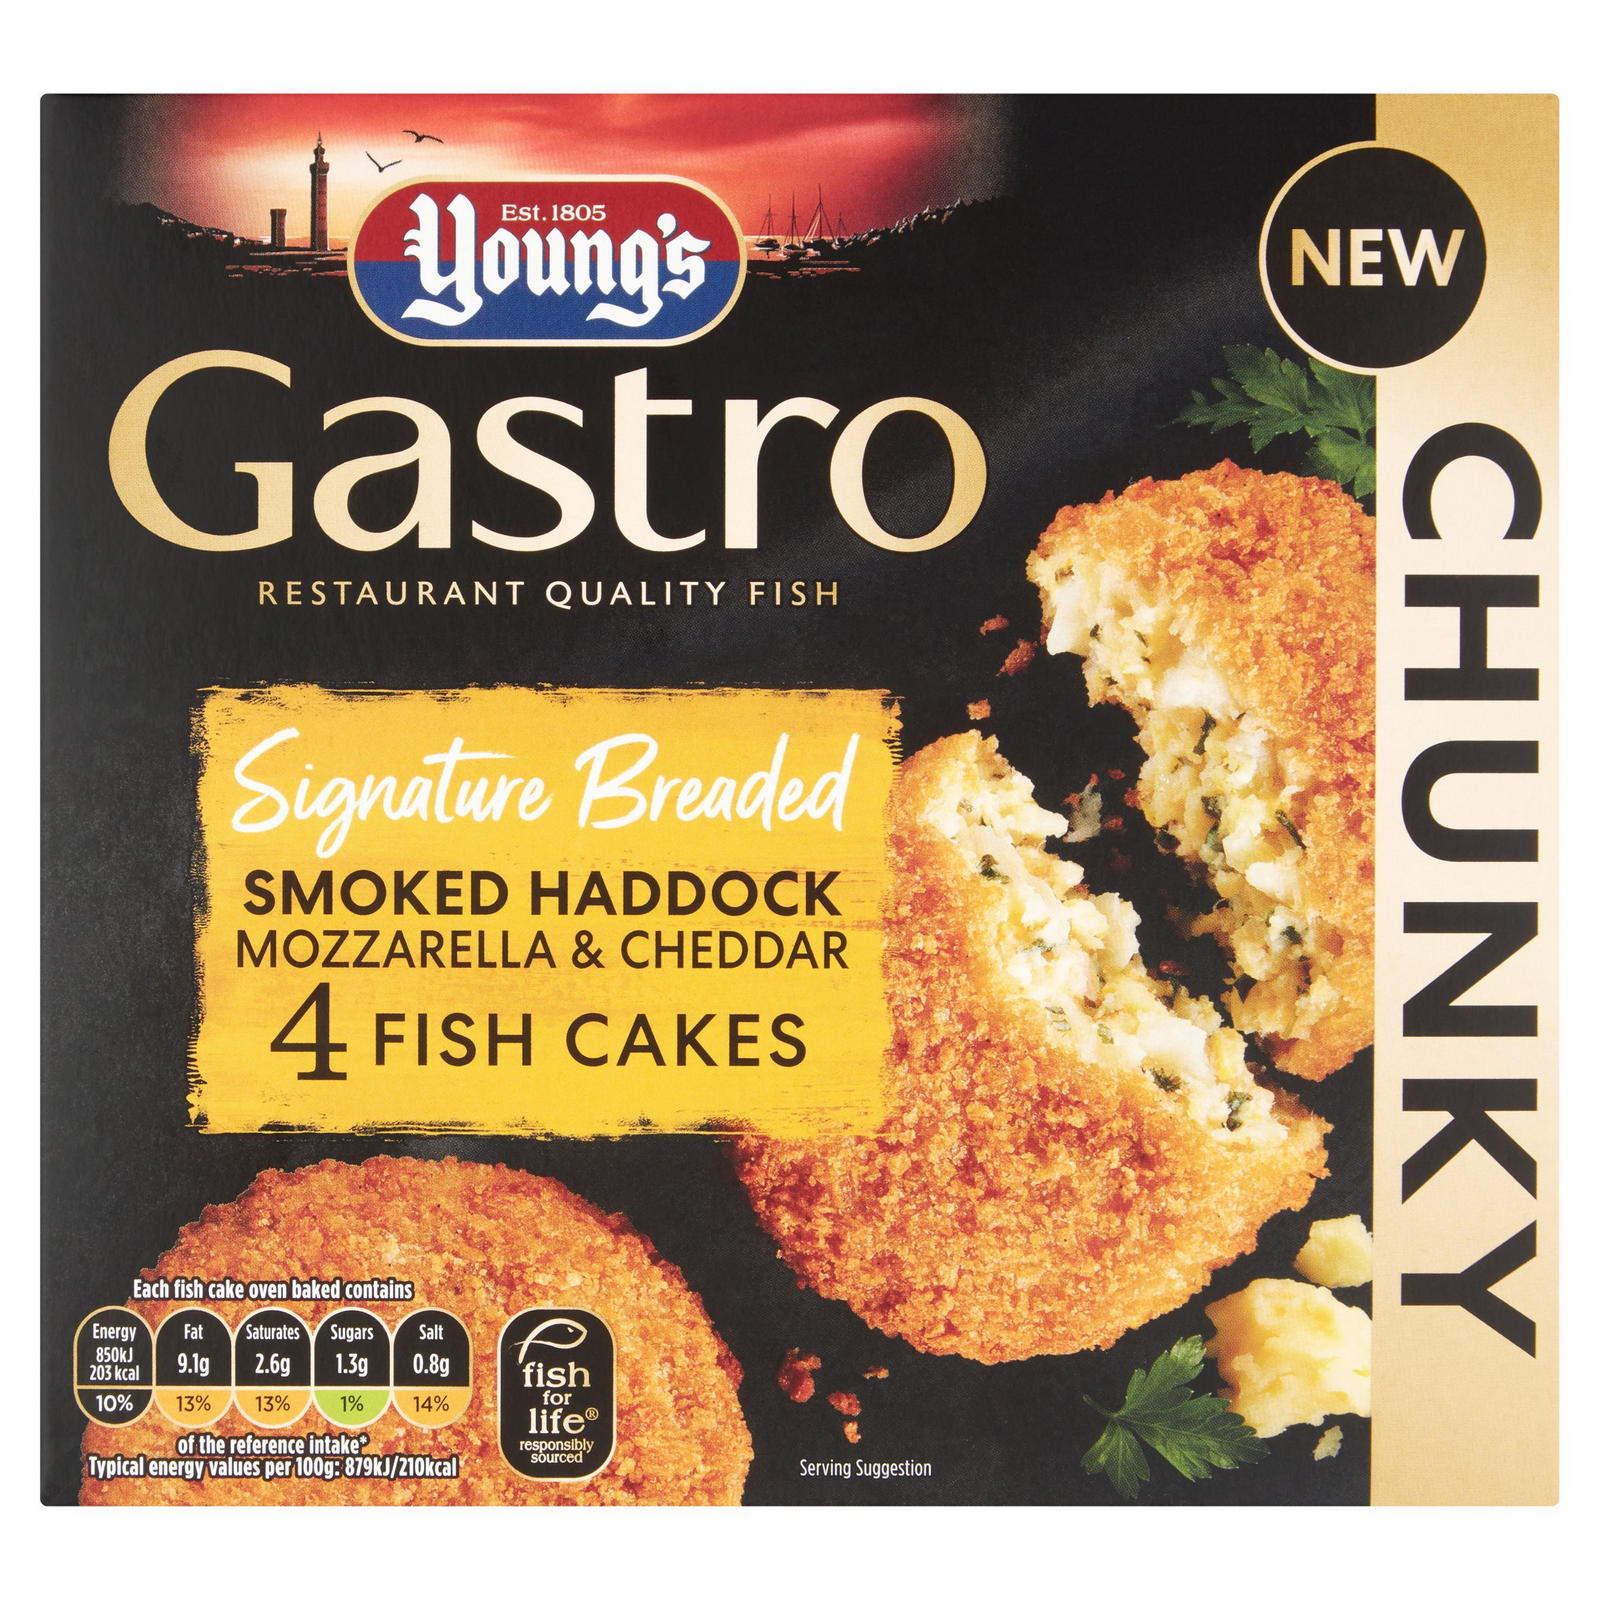 Est. 1805
Young's
Gastro
RESTAURANT QUALITY FISH
NEW
CHUNKY
Signature Breaded
SMOKED HADDOCK
MOZZARELLA & CHEDDAR
4 FISH CAKES
Each fish cake oven baked contains
Energy Fat Saturates Sugars Salt
850kJ
203 kcal 9.1g 2.6g 1.3g 0.8g
10% 13% 13% 1% 14%
of the reference intake*
Typical energy values per 100g: 879kJ/210kcal
fish
for
life®
responsibly
sourced
Serving Suggestion